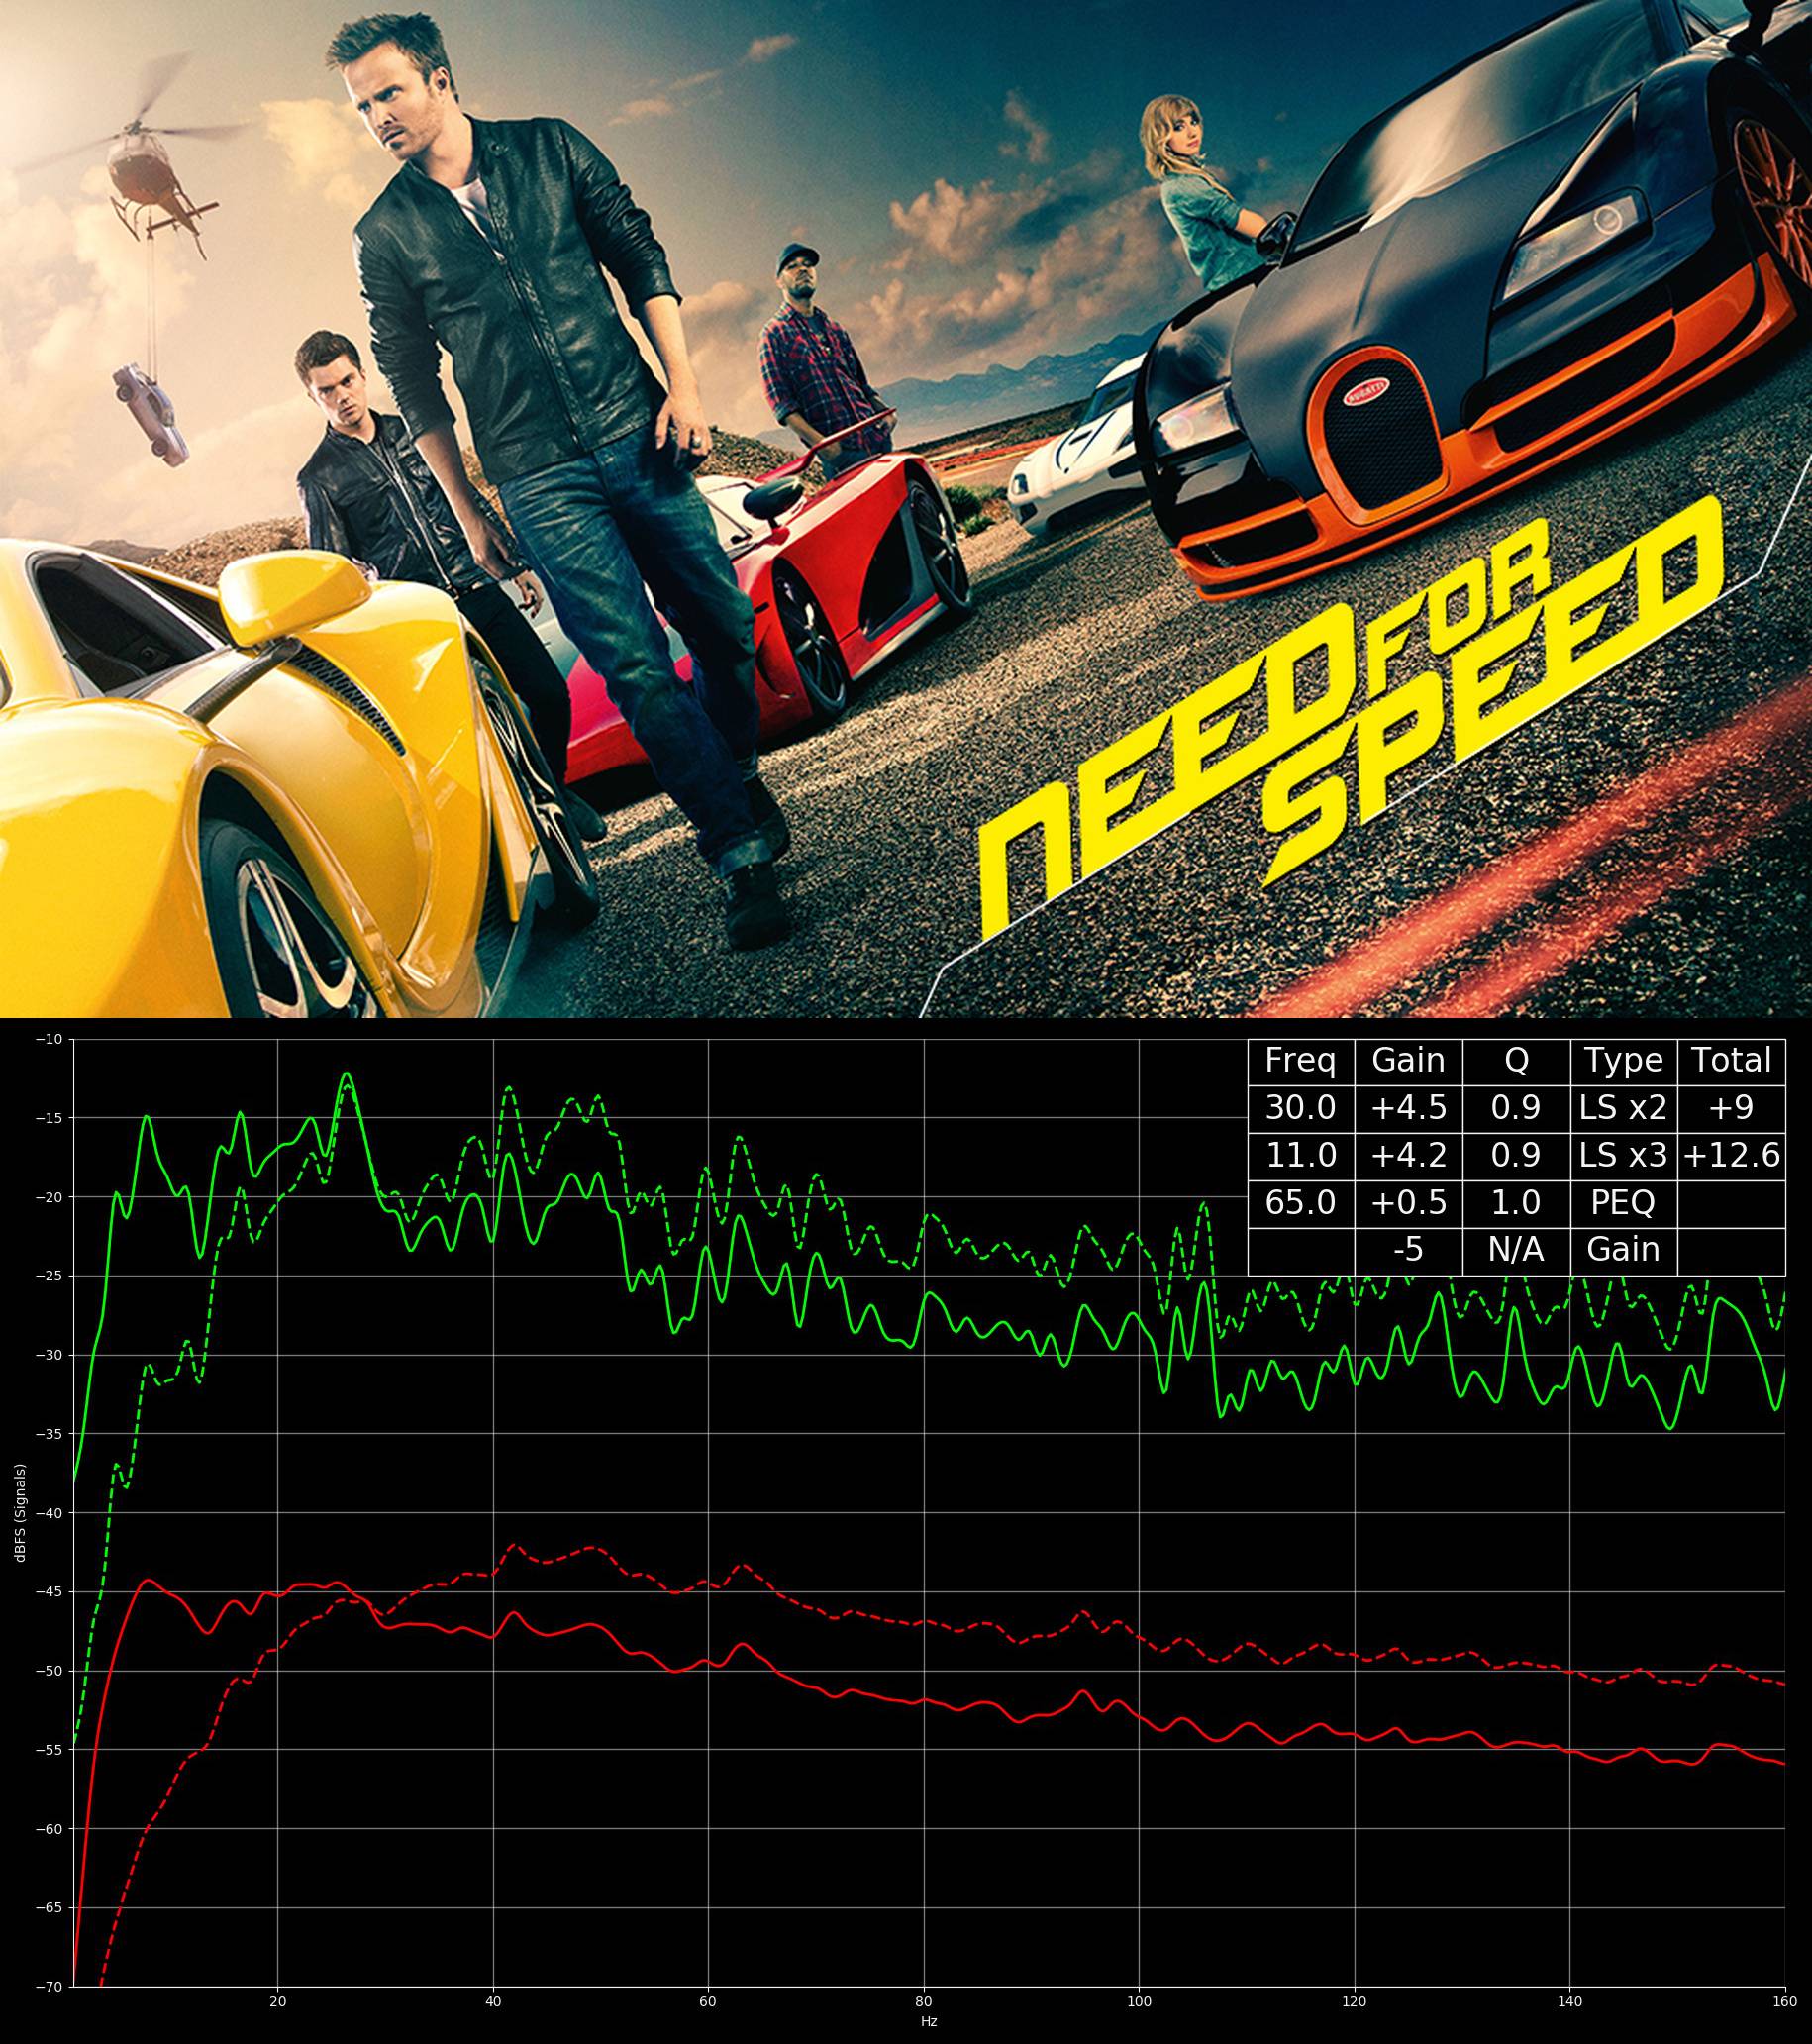 BUGATTI
NEED FOR
SPEED
Freq Gain Q Type Total
30.0 +4.5 0.9 LS x2 +9
11.0 +4.2 0.9 LS x3 +12.6
65.0 +0.5 1.0 PEQ
-5 N/A Gain
−10
−15
−20
−25
−30
−35
−40
−45
−50
−55
−60
−65
−70
dBFS (Signals)
20 40 60 80 100 120 140 160
Hz